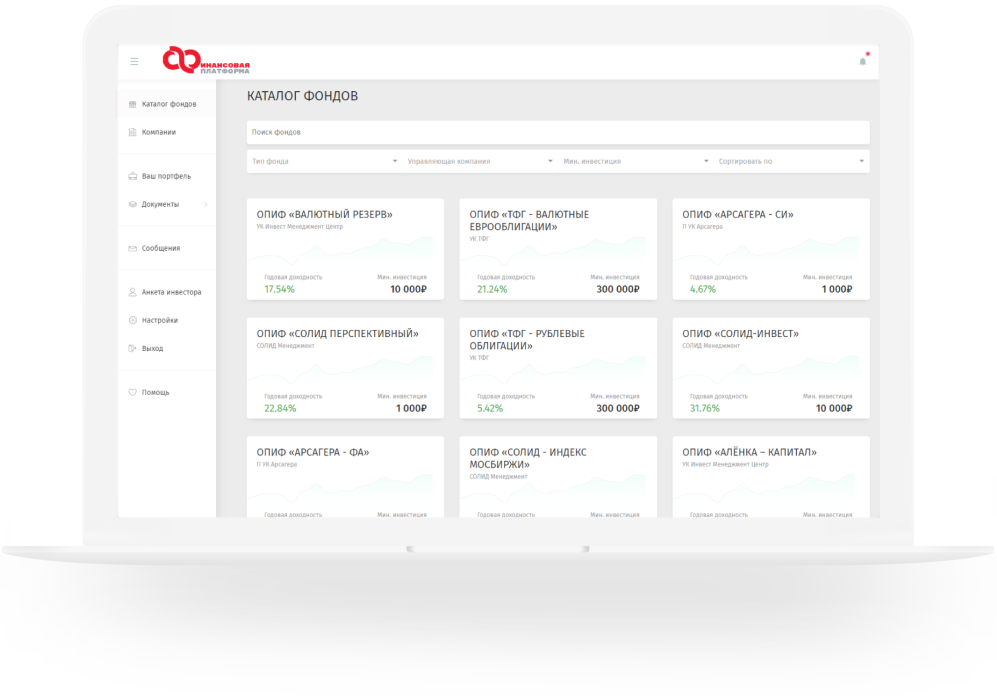 ФИНАНСОВАЯ
ПЛАТФОРМА
Каталог фондов
Компании
Ваш портфель
Документы
Сообщения
Анкета инвестора
Настройки
Выход
Помощь
КАТАЛОГ ФОНДОВ
Поиск фондов
Тип фонда Управляющая компания Мин. инвестиция Сортировать по
ОПИФ «ВАЛЮТНЫЙ РЕЗЕРВ»
УК Инвест Менеджмент Центр
Годовая доходность Мин. инвестиция
17.54% 10 000₽
ОПИФ «ТФГ - ВАЛЮТНЫЕ
ЕВРООБЛИГАЦИИ»
УК ТФГ
Годовая доходность Мин. инвестиция
21.24% 300 000₽
ОПИФ «АРСАГЕРА - СИ»
П УК Арсагера
Годовая доходность Мин. инвестиция
4.67% 1 000₽
ОПИФ «СОЛИД ПЕРСПЕКТИВНЫЙ»
СОЛИД Менеджмент
Годовая доходность Мин. инвестиция
22.84% 1 000₽
ОПИФ «ТФГ - РУБЛЕВЫЕ
ОБЛИГАЦИИ»
УК ТФГ
Годовая доходность Мин. инвестиция
5.42% 300 000₽
ОПИФ «СОЛИД-ИНВЕСТ»
СОЛИД Менеджмент
Годовая доходность Мин. инвестиция
31.76% 10 000₽
ОПИФ «АРСАГЕРА - ФА»
П УК Арсагера
Годовая доходность Мин. инвестиция
ОПИФ «СОЛИД - ИНДЕКС
МОСБИРЖИ»
СОЛИД Менеджмент
Годовая доходность Мин. инвестиция
ОПИФ «АЛЁНКА – КАПИТАЛ»
УК Инвест Менеджмент Центр
Годовая доходность Мин. инвестиция